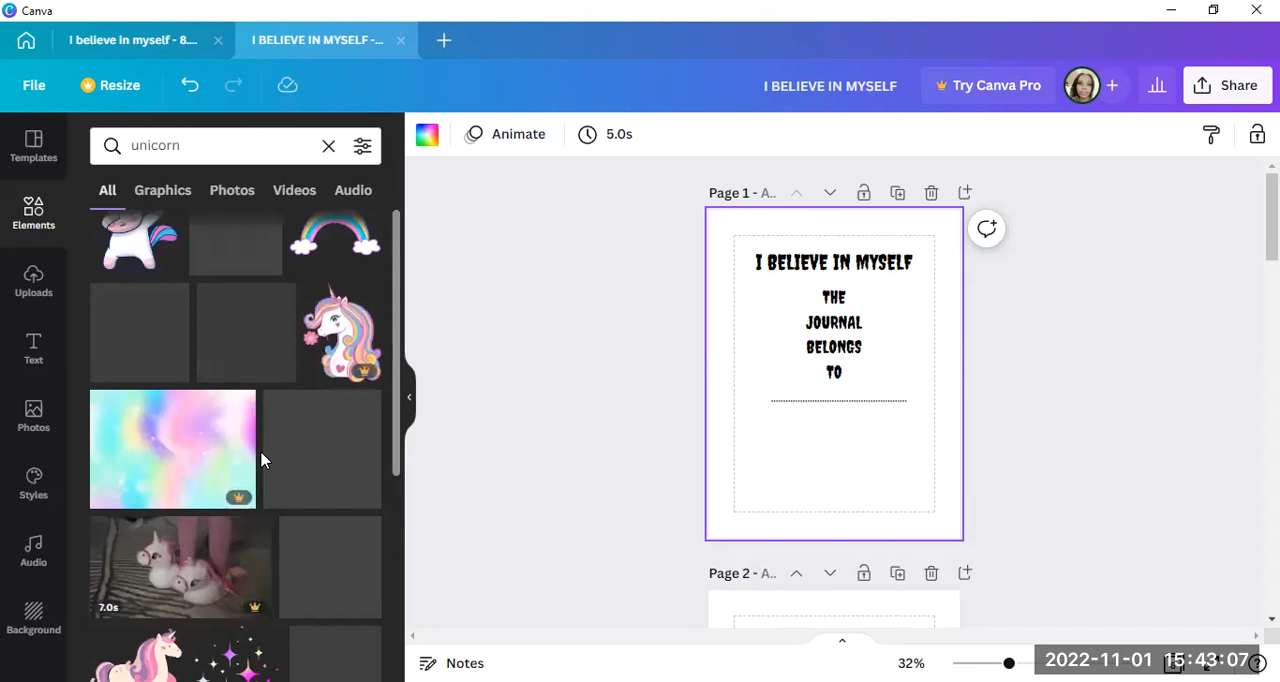 Canva
I believe in myself - 8....
I BELIEVE IN MYSELF -...
File
Resize
I BELIEVE IN MYSELF
Try Canva Pro
Share
Templates
Elements
Uploads
Text
Photos
Styles
Audio
Background
unicorn
All Graphics Photos Videos Audio
7.0s
Animate
5.0s
Page 1 - A..
I BELIEVE IN MYSELF
THE
JOURNAL
BELONGS
TO
Page 2 - A..
Notes
32%
2022-11-01 15:43:07